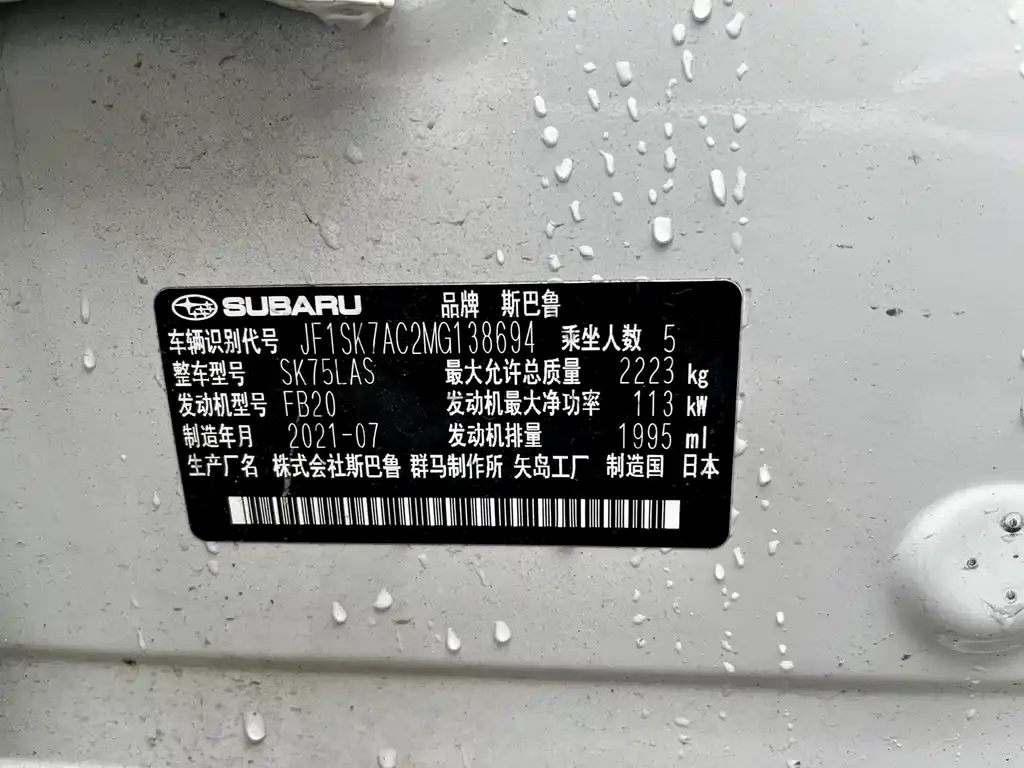 SUBARU 品牌 斯巴鲁
车辆识别代号 JF1SK7AC2MG138694 乘坐人数 5
整车型号 SK75LAS 最大允许总质量 2223 kg
发动机型号 FB20 发动机最大净功率 113 kW
制造年月 2021-07 发动机排量 1995 ml
生产厂名 株式会社斯巴鲁 群马制作所 矢岛工厂 制造国 日本